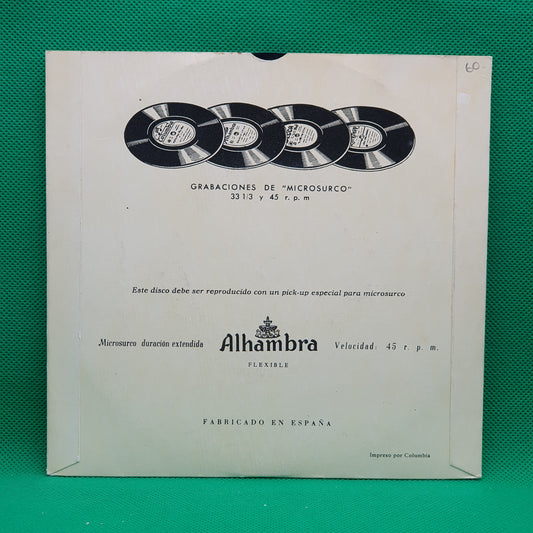 60-
GRABACIONES DE "MICROSURCO"
33 1/3 y 45 r. p. m
Este disco debe ser reproducido con un pick-up especial para microsurco
Microsurco duración extendida Alhambra Velocidad: 45 r. p. m.
FLEXIBLE
FABRICADO EN ESPAÑA
Impreso por Columbia